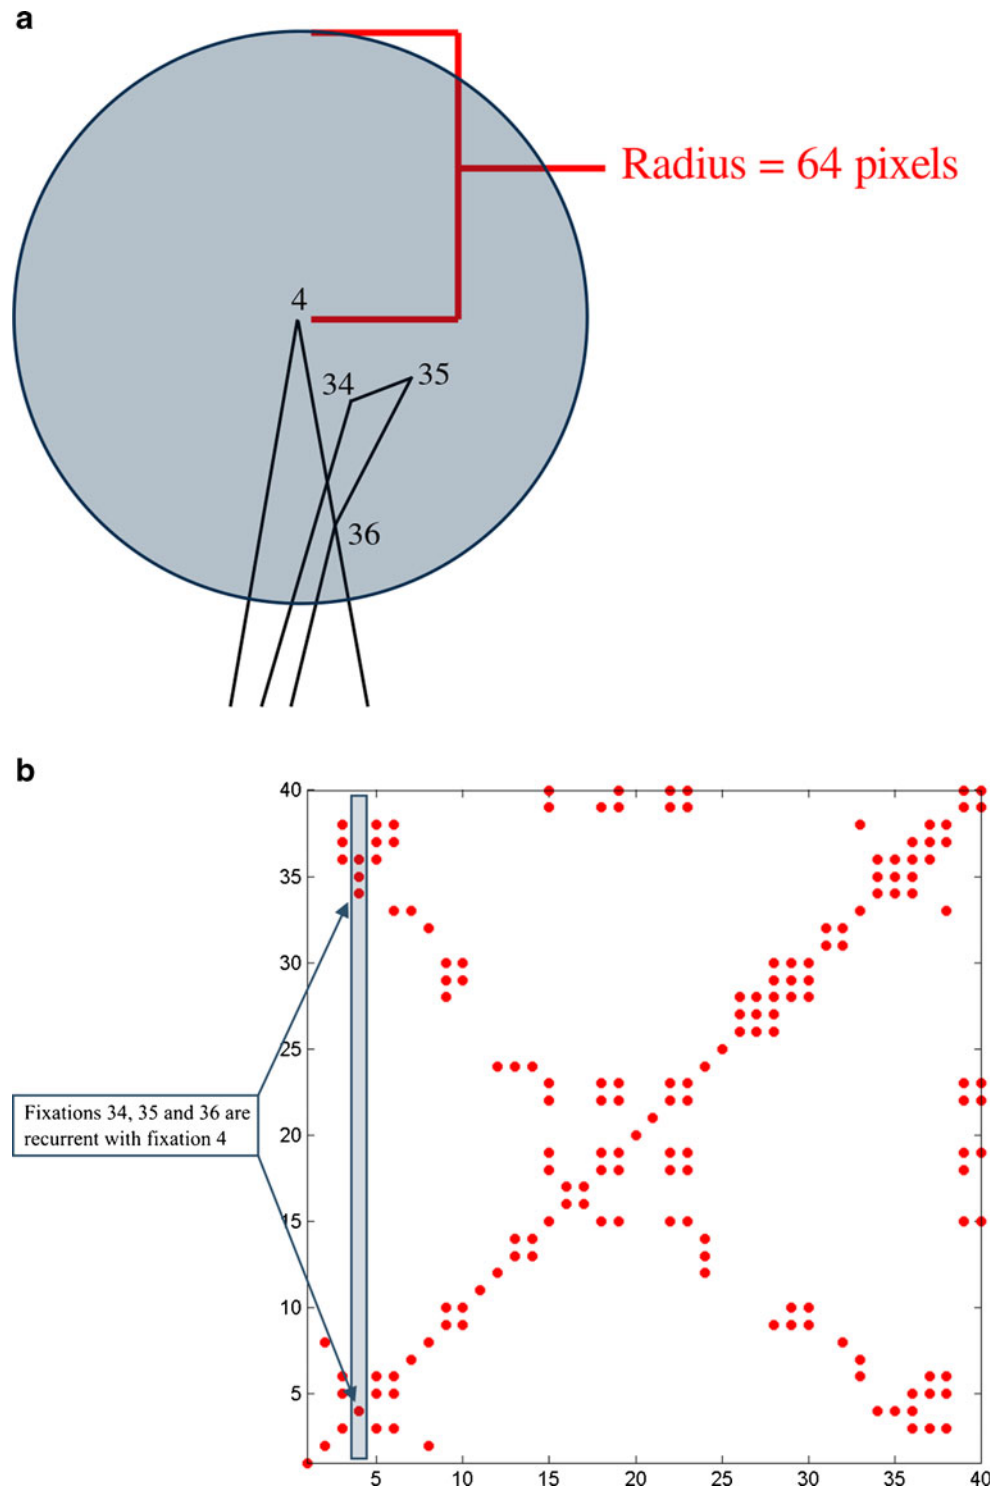 a
Radius = 64 pixels
4
34
35
36
b
40
35
30
25
20
15
10
5
Fixations 34, 35 and 36 are
recurrent with fixation 4
5 10 15 20 25 30 35 40